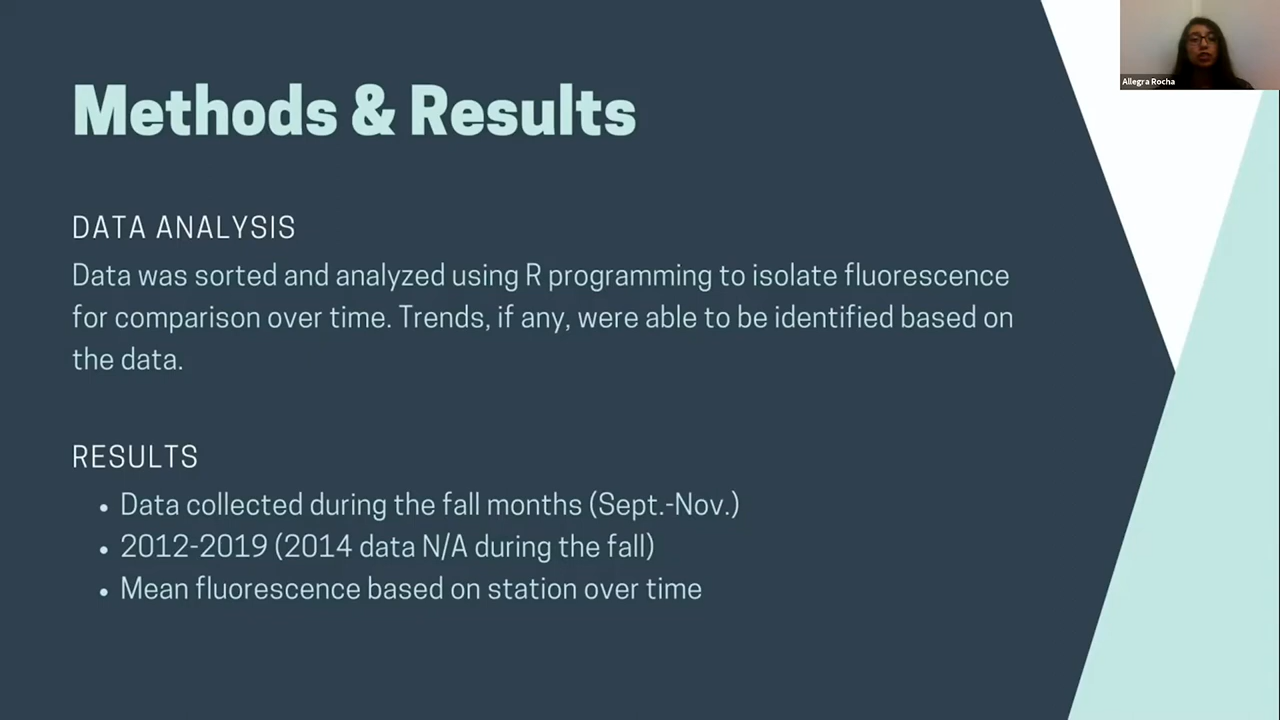 Allegra Rocha
Methods & Results
DATA ANALYSIS
Data was sorted and analyzed using R programming to isolate fluorescence
for comparison over time. Trends, if any, were able to be identified based on
the data.
RESULTS
• Data collected during the fall months (Sept.-Nov.)
• 2012-2019 (2014 data N/A during the fall)
• Mean fluorescence based on station over time